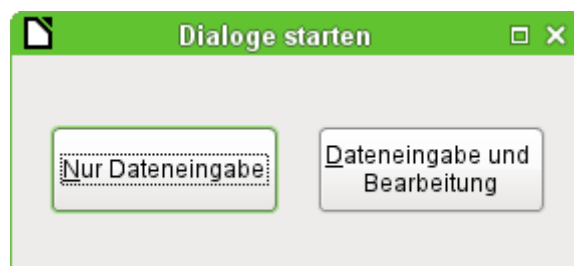 Dialoge starten
Nur Dateneingabe
Dateneingabe und
Bearbeitung